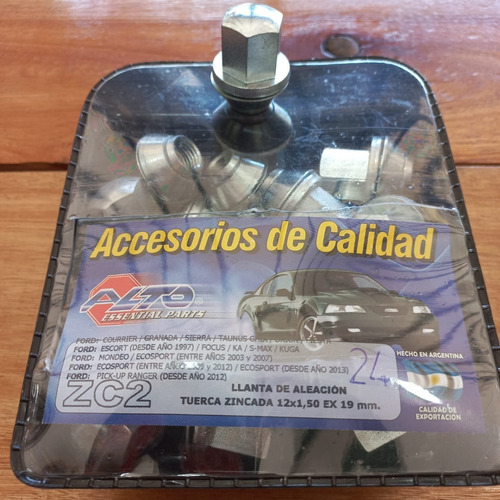 Accesorios de Calidad
ALTO
ESSENTIAL PARTS
FORD: COURRIER / GRANADA / SIERRA / TAUNUS
FORD: ESCORT (DESDE AÑO 1997) / FOCUS / KA / S-MAX / KUGA
FORD: MONDEO / ECOSPORT (ENTRE AÑOS 2003 y 2007)
FORD: ECOSPORT (ENTRE AÑOS y 2012) / ECOSPORT (DESDE AÑO 2013)
FORD: PICK-UP RANGER (DESDE AÑO 2012)
ZC2
LLANTA DE ALEACIÓN
TUERCA ZINCADA 12x1,50 EX 19 mm.
24
HECHO EN ARGENTINA
CALIDAD DE
EXPORTACIÓN